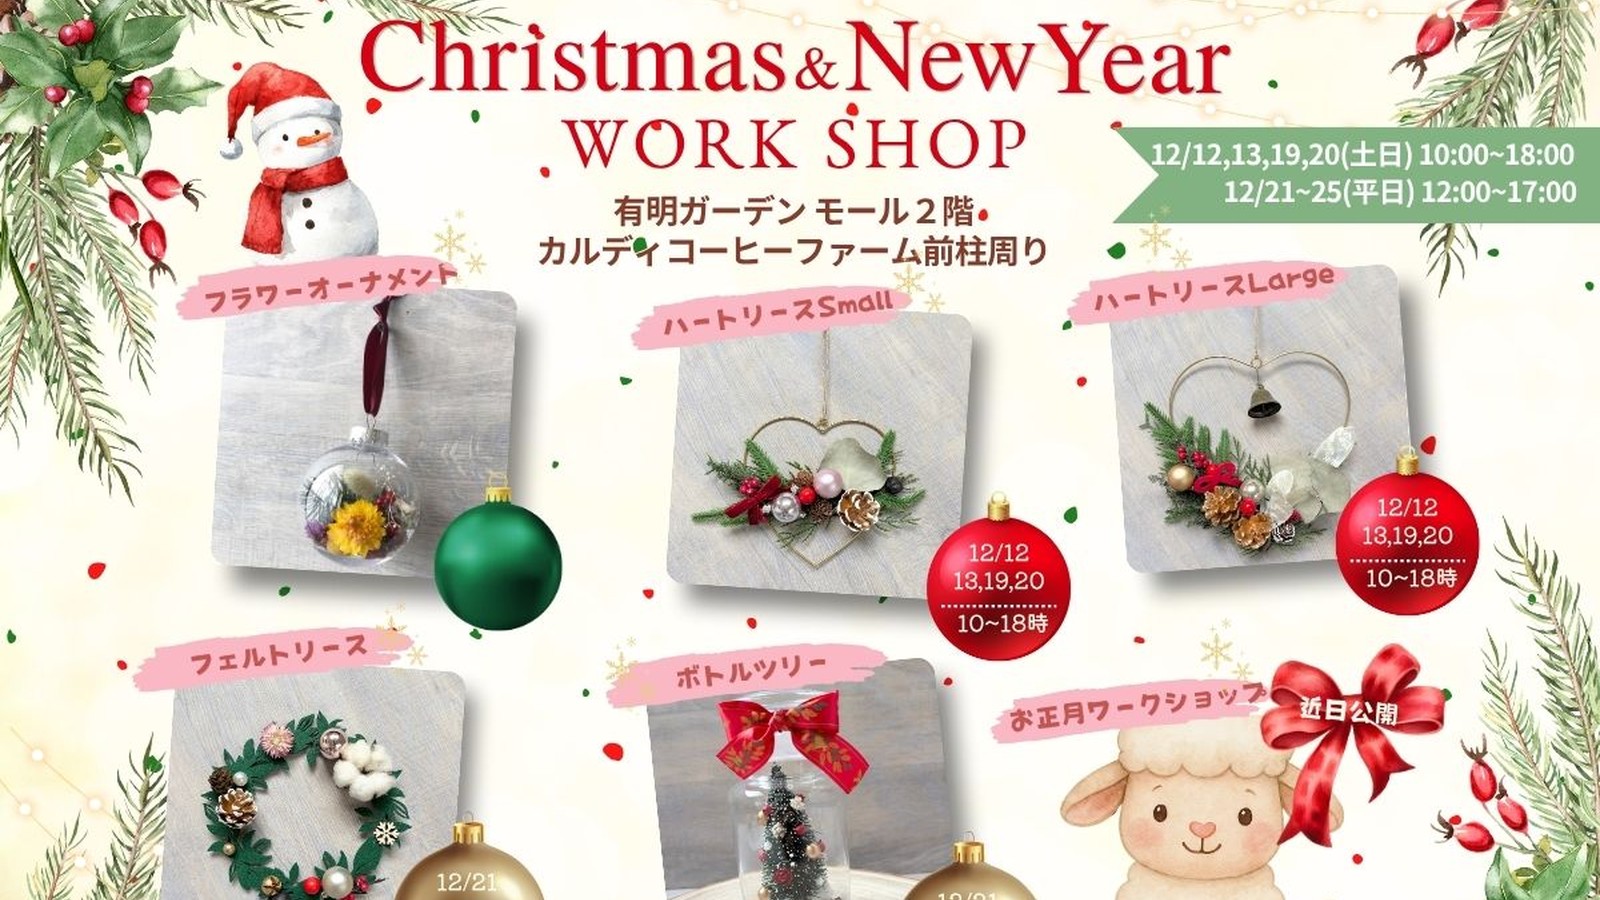 Christmas&NewYear
WORK SHOP
有明ガーデン モール２階
カルディコーヒーファーム前柱周り
12/12,13,19,20(土日) 10:00~18:00
12/21~25(平日) 12:00~17:00
フラワーオーナメント
ハートリースSmall
12/12
13,19,20
10~18時
ハートリースLarge
12/12
13,19,20
10~18時
フェルトリース
12/21
ボトルツリー
12/21
お正月ワークショップ
近日公開